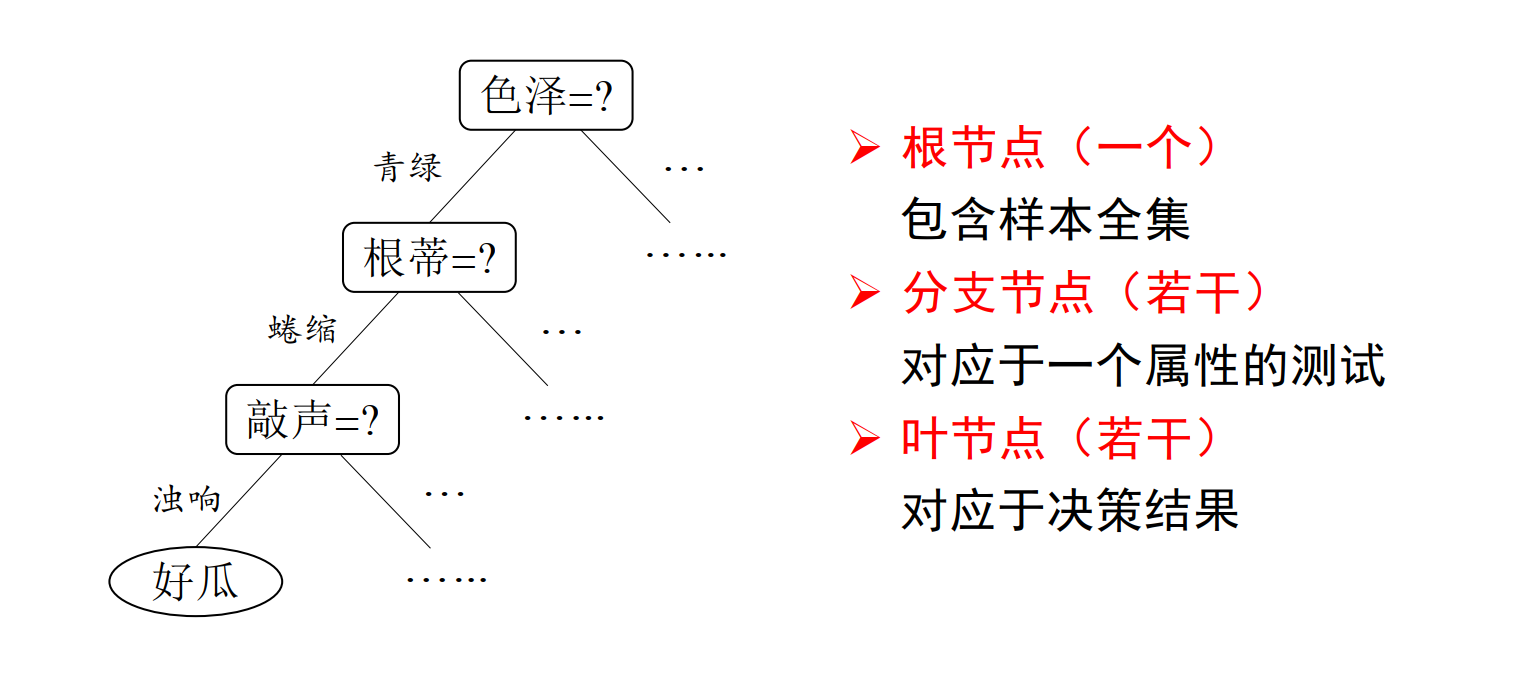 色泽=?
青绿
…
根蒂=?
……
蜷缩
…
敲声=?
……
浊响
…
好瓜
……
➢ 根节点（一个）
包含样本全集
➢ 分支节点（若干）
对应于一个属性的测试
➢ 叶节点（若干）
对应于决策结果